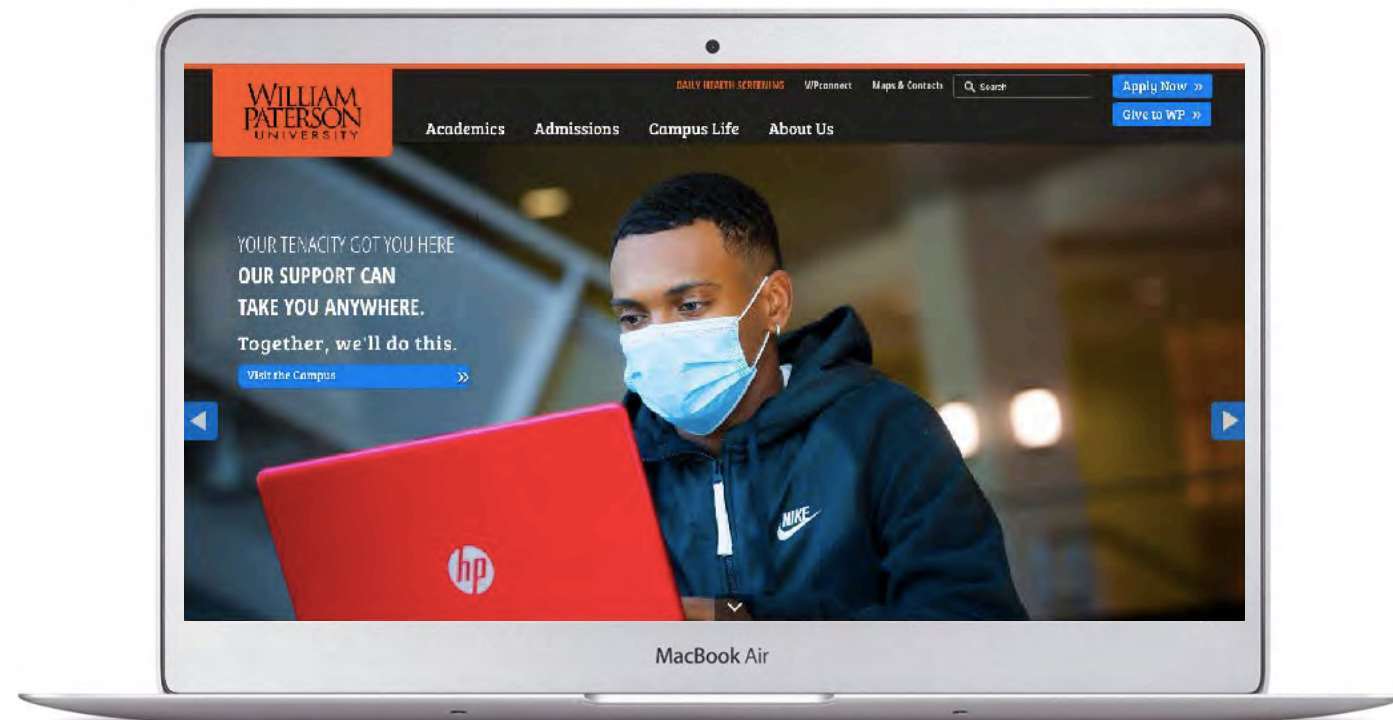 WILLIAM
PATERSON
UNIVERSITY
DAILY HEALTH SCREENING WPconnect Maps & Contacts Search
Apply Now »
Give to WP »
Academics Admissions Campus Life About Us
YOUR TENACITY GOT YOU HERE
OUR SUPPORT CAN
TAKE YOU ANYWHERE.
Together, we'll do this.
Visit the Campus »
NIKE
hp
MacBook Air